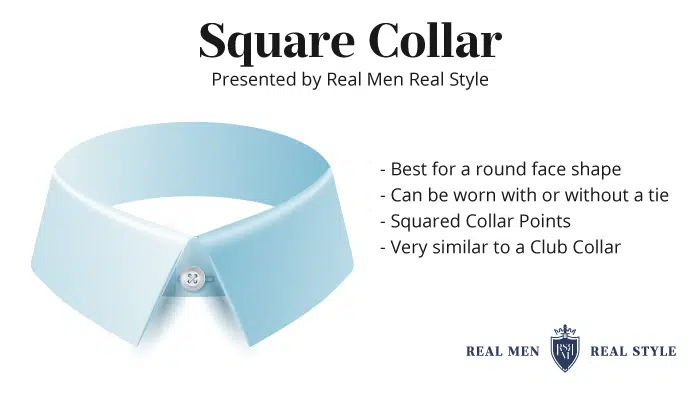 Square Collar
Presented by Real Men Real Style
- Best for a round face shape
- Can be worn with or without a tie
- Squared Collar Points
- Very similar to a Club Collar
REAL MEN REAL STYLE